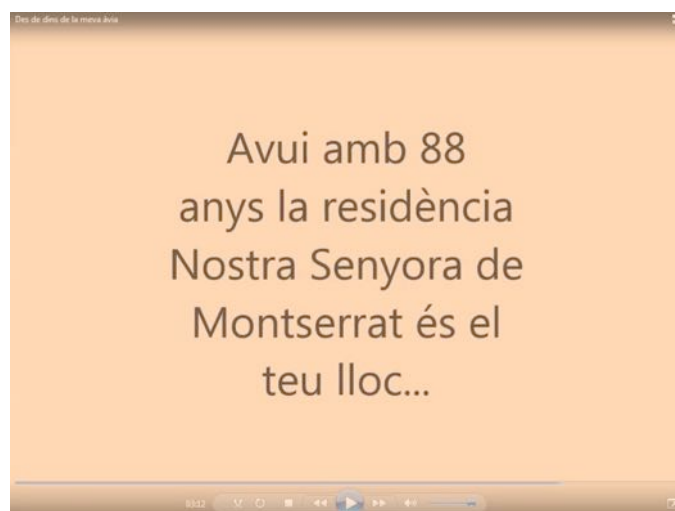 Des de dins de la meva àvia
Avui amb 88
anys la residència
Nostra Senyora de
Montserrat és el
teu lloc...
03:12